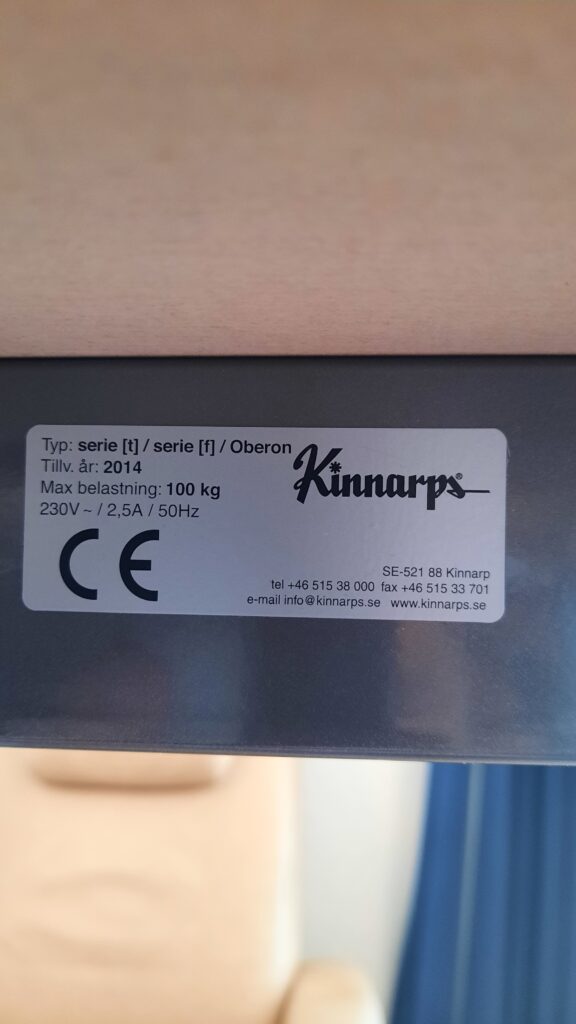 Typ: serie [t] / serie [f] / Oberon
Tillv. år: 2014
Max belastning: 100 kg
230V ~ / 2,5A / 50Hz
CE
Kinnarps®
SE-521 88 Kinnarp
tel +46 515 38 000 fax +46 515 33 701
e-mail info@kinnarps.se www.kinnarps.se